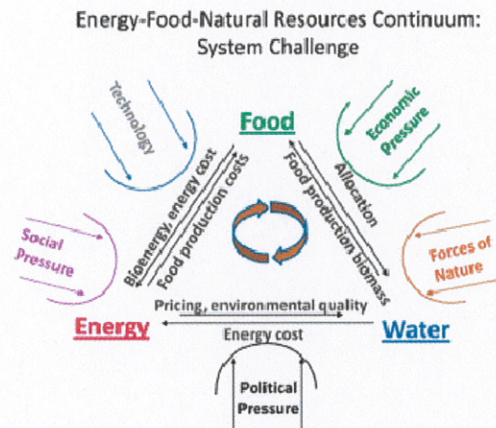 Energy-Food-Natural Resources Continuum:
System Challenge
Technology
Food
Economic
Pressure
Bioenergy, energy cost
Food production costs
Allocation
Food production biomass
Social
Pressure
Forces of
Nature
Pricing, environmental quality
Energy
Water
Energy cost
Political
Pressure